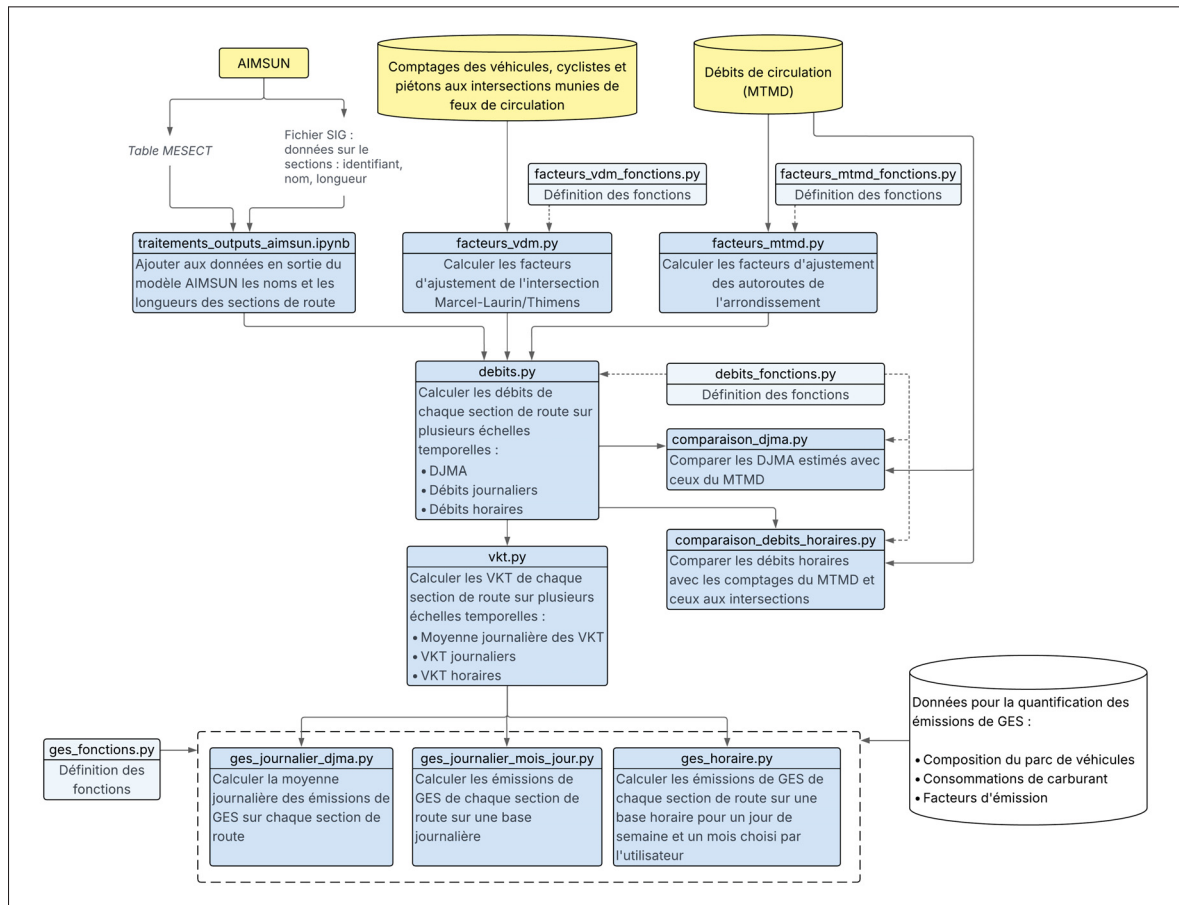 AIMSUN
Comptages des véhicules, cyclistes et
piétons aux intersections munies de
feux de circulation
Débits de circulation
(MTMD)
Table MESECT
Fichier SIG :
données sur le
sections : identifiant,
nom, longueur
facteurs_vdm_fonctions.py
Définition des fonctions
facteurs_mtmd_fonctions.py
Définition des fonctions
traitements_outputs_aimsun.ipynb
Ajouter aux données en sortie du
modèle AIMSUN les noms et les
longueurs des sections de route
facteurs_vdm.py
Calculer les facteurs
d'ajustement de l'intersection
Marcel-Laurin/Thimens
facteurs_mtmd.py
Calculer les facteurs d'ajustement
des autoroutes de
l'arrondissement
debits.py
Calculer les débits de
chaque section de route sur
plusieurs échelles
temporelles :
• DJMA
• Débits journaliers
• Débits horaires
debits_fonctions.py
Définition des fonctions
comparaison_djma.py
Comparer les DJMA estimés avec
ceux du MTMD
comparaison_debits_horaires.py
Comparer les débits horaires
avec les comptages du MTMD et
ceux aux intersections
vkt.py
Calculer les VKT de chaque
section de route sur plusieurs
échelles temporelles :
• Moyenne journalière des VKT
• VKT journaliers
• VKT horaires
Données pour la quantification des
émissions de GES :
• Composition du parc de véhicules
• Consommations de carburant
• Facteurs d'émission
ges_fonctions.py
Définition des
fonctions
ges_journalier_djma.py
Calculer la moyenne
journalière des émissions de
GES sur chaque section de
route
ges_journalier_mois_jour.py
Calculer les émissions de
GES de chaque section de
route sur une base
journalière
ges_horaire.py
Calculer les émissions de GES de
chaque section de route sur une
base horaire pour un jour de
semaine et un mois choisi par
l'utilisateur